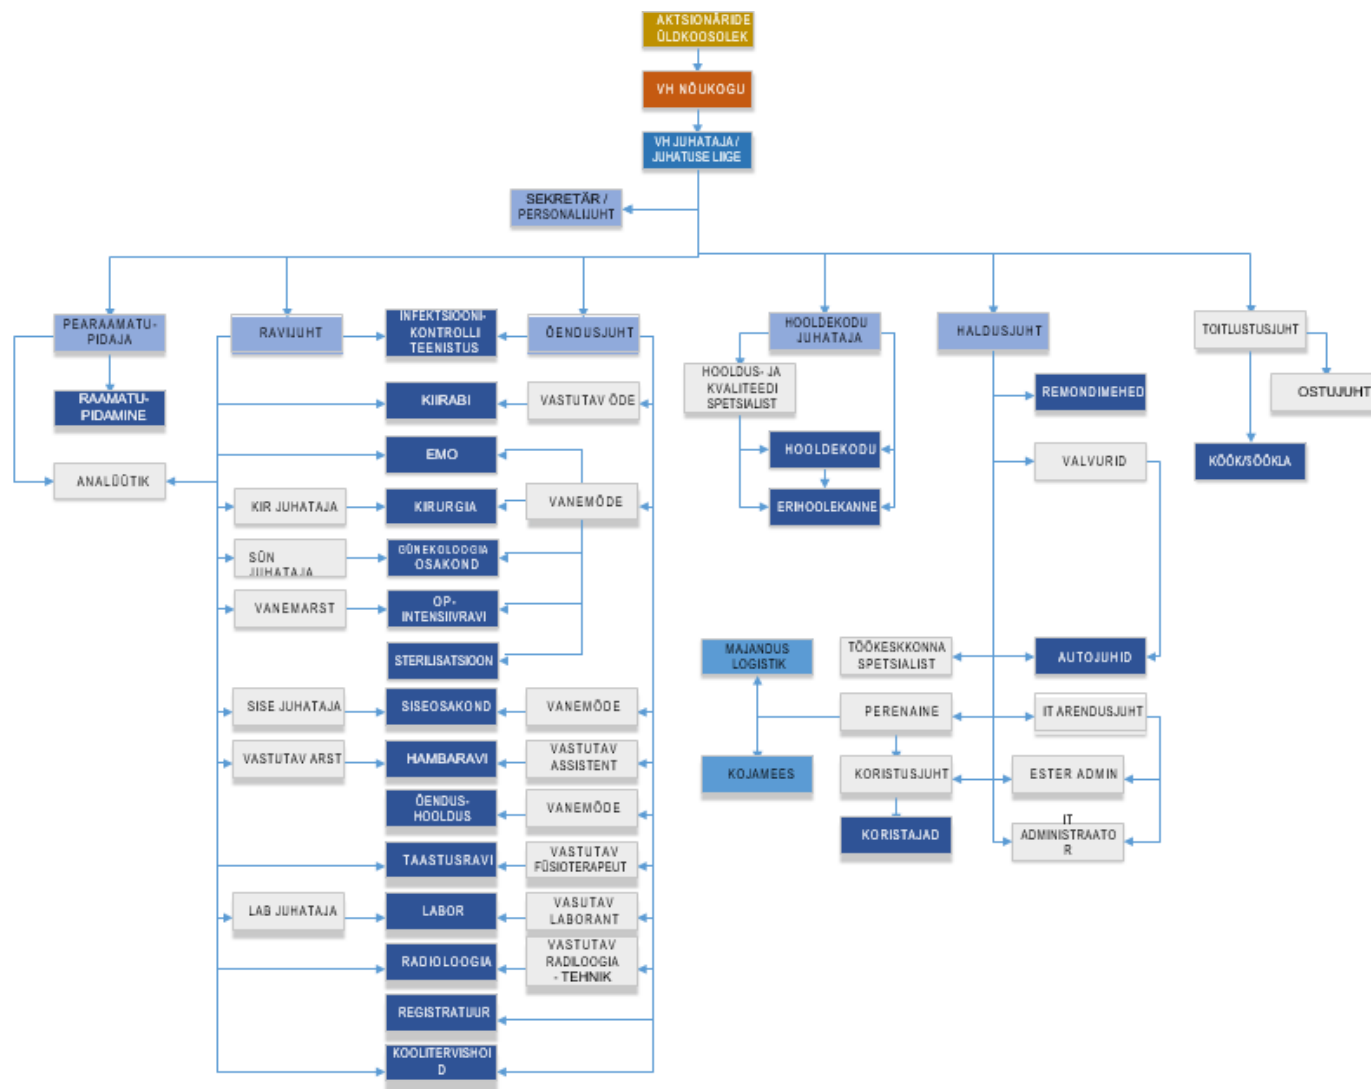 AKTSIONÄRIDE
ÜLDKOOSOLEK
VH NÕUKOGU
VH JUHATAJA /
JUHATUSE LIIGE
SEKRETÄR /
PERSONALIJUHT
PEARAAMATU-
PIDAJA
RAVIJUHT
INFEKTSIOONI-
KONTROLLI
TEENISTUS
ÕENDUSJUHT
HOOLDEKODU
JUHATAJA
HALDUSJUHT
TOITLUSTUSJUHT
RAAMATU-
PIDAMINE
KIIRABI
VASTUTAV ÕDE
HOOLDUS- JA
KVALITEEDI
SPETSIALIST
REMONDIMEHED
OSTUJUHT
ANALÜÜTIK
EMO
HOOLDEKODU
VALVURID
KÖÖK/SÖÖKLA
KIR JUHATAJA
KIRURGIA
VANEMÕDE
ERIHOOLEKANNE
SÜN
JUHATAJA
GÜNEKOLOOGIA
OSAKOND
VANEMARST
OP-
INTENSIIVRAVI
STERILISATSIOON
MAJANDUS
LOGISTIK
TÖÖKESKKONNA
SPETSIALIST
AUTOJUHID
SISE JUHATAJA
SISEOSAKOND
VANEMÕDE
PERENAINE
IT ARENDUSJUHT
VASTUTAV ARST
HAMBARAVI
VASTUTAV
ASSISTENT
KOJAMEES
KORISTUSJUHT
ESTER ADMIN
ÕENDUS-
HOOLDUS
VANEMÕDE
KORISTAJAD
IT
ADMINISTRAATO
R
TAASTUSRAVI
VASTUTAV
FÜSIOTERAPEUT
LAB JUHATAJA
LABOR
VASUTAV
LABORANT
RADIOLOOGIA
VASTUTAV
RADILOOGIA
- TEHNIK
REGISTRATUUR
KOOLITERVISHOI
D